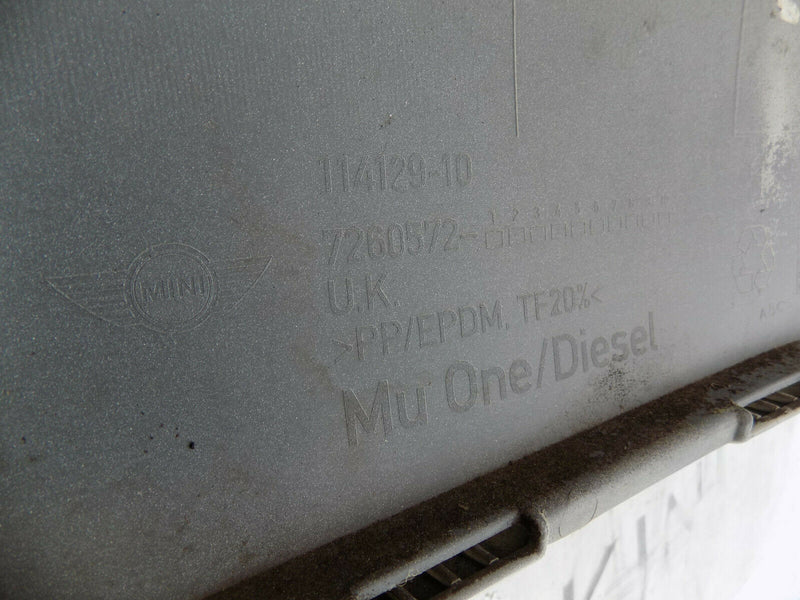 114129-10
7260572-
MINI
U.K.
>PP/EPDM, TF20%<
Mu One/Diesel